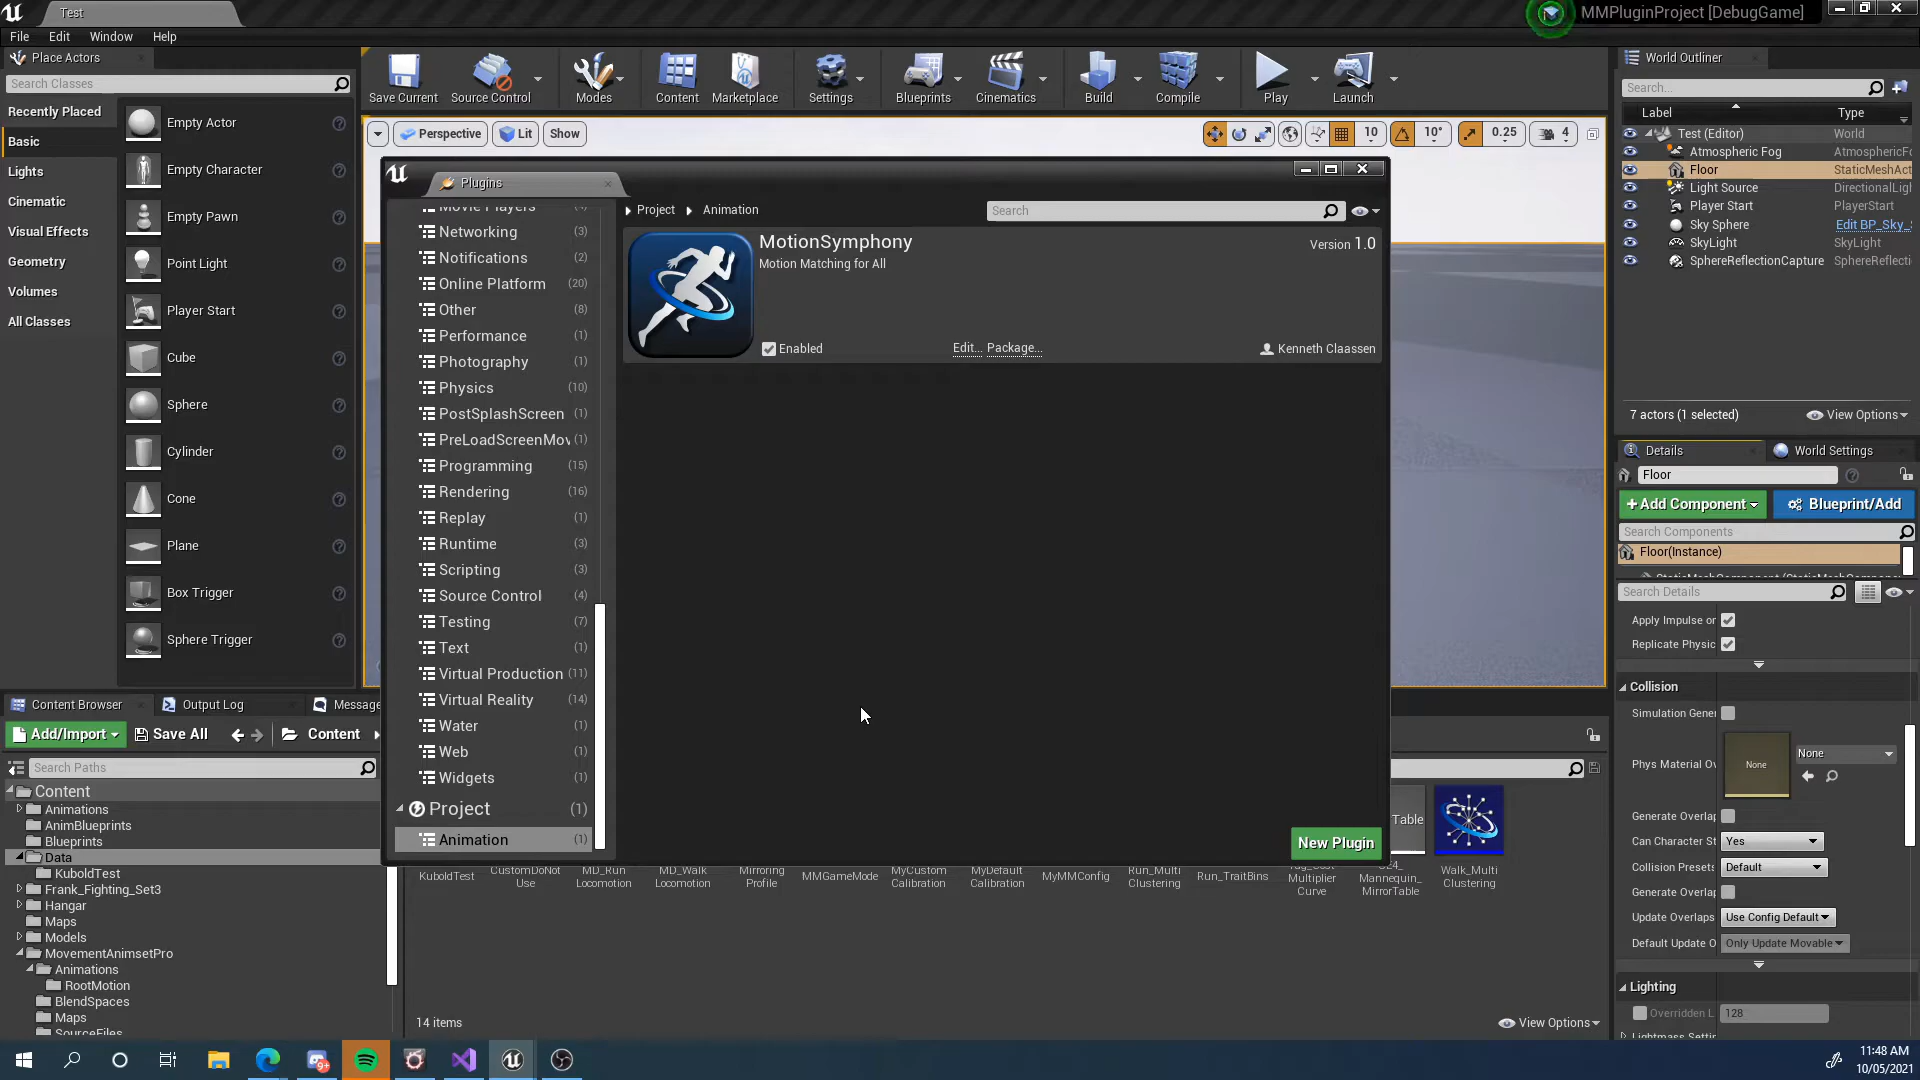 Test
MMPluginProject [DebugGame]
File Edit Window Help
Place Actors
Search Classes
Recently Placed
Basic
Lights
Cinematic
Visual Effects
Geometry
Volumes
All Classes
Empty Actor
Empty Character
Empty Pawn
Point Light
Player Start
Cube
Sphere
Cylinder
Cone
Plane
Box Trigger
Sphere Trigger
Save Current
Source Control
Modes
Content
Marketplace
Settings
Blueprints
Cinematics
Build
Compile
Play
Launch
Perspective
Lit
Show
10
10°
0.25
4
Plugins
Networking (3)
Notifications (2)
Online Platform (20)
Other (8)
Performance (1)
Photography (1)
Physics (10)
PostSplashScreen (1)
PreLoadScreenMov (1)
Programming (15)
Rendering (16)
Replay (1)
Runtime (3)
Scripting (3)
Source Control (4)
Testing (7)
Text (1)
Virtual Production (11)
Virtual Reality (14)
Water (1)
Web (1)
Widgets (1)
Project (1)
Animation (1)
Project Animation
Search
MotionSymphony
Version 1.0
Motion Matching for All
Enabled
Edit...
Package...
Kenneth Claassen
New Plugin
World Outliner
Search...
Label Type
Test (Editor) World
Atmospheric Fog AtmosphericFo
Floor StaticMeshAct
Light Source DirectionalLigh
Player Start PlayerStart
Sky Sphere Edit BP_Sky_S
SkyLight SkyLight
SphereReflectionCapture SphereReflecti
7 actors (1 selected)
View Options
Details
World Settings
Floor
Add Component
Blueprint/Add
Search Components
Floor(Instance)
Search Details
Apply Impulse or
Replicate Physic
Collision
Simulation Gener
Phys Material Ov
None
None
Generate Overlap
Can Character St Yes
Collision Presets Default
Generate Overlap
Update Overlaps Use Config Default
Default Update O Only Update Movable
Lighting
Overridden L 128
Content Browser
Output Log
Message
Add/Import
Save All
Content
Search Paths
Content
Animations
AnimBlueprints
Blueprints
Data
KuboldTest
Frank_Fighting_Set3
Hangar
Maps
Models
MovementAnimsetPro
Animations
RootMotion
BlendSpaces
Maps
SourceFiles
Table
KuboldTest
CustomDoNot
Use
MD_Run
Locomotion
MD_Walk
Locomotion
Mirroring
Profile
MMGameMode
MyCustom
Calibration
MyDefault
Calibration
MyMMConfig
Run_Multi
Clustering
Run_TraitBins
Multiplier
Curve
Mannequin_
MirrorTable
Walk_Multi
Clustering
14 items
View Options
11:48 AM
10/05/2021